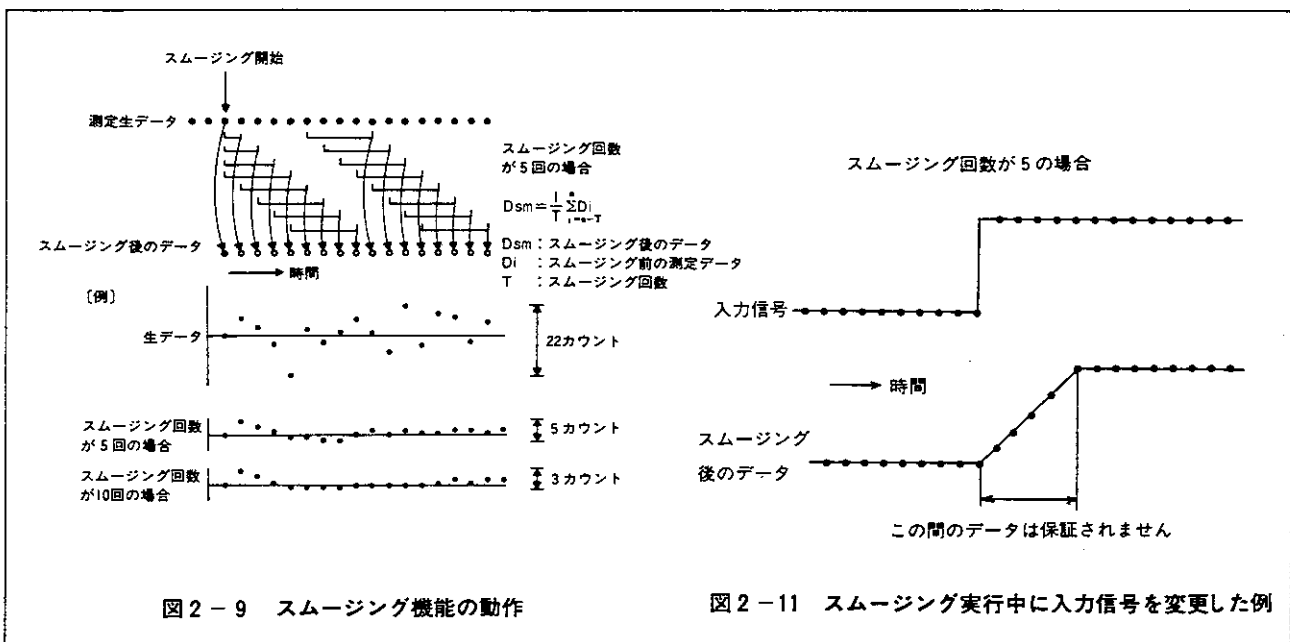 スムージング開始
測定生データ
スムージング回数
が5回の場合
Dsm=1/T ΣDi
スムージング後のデータ
Dsm：スムージング後のデータ
Di ：スムージング前の測定データ
T ：スムージング回数
時間
〔例〕
生データ
22カウント
スムージング回数
が5回の場合
5カウント
スムージング回数
が10回の場合
3カウント
図2－9 スムージング機能の動作
スムージング回数が5の場合
入力信号
時間
スムージング
後のデータ
この間のデータは保証されません
図2－11 スムージング実行中に入力信号を変更した例